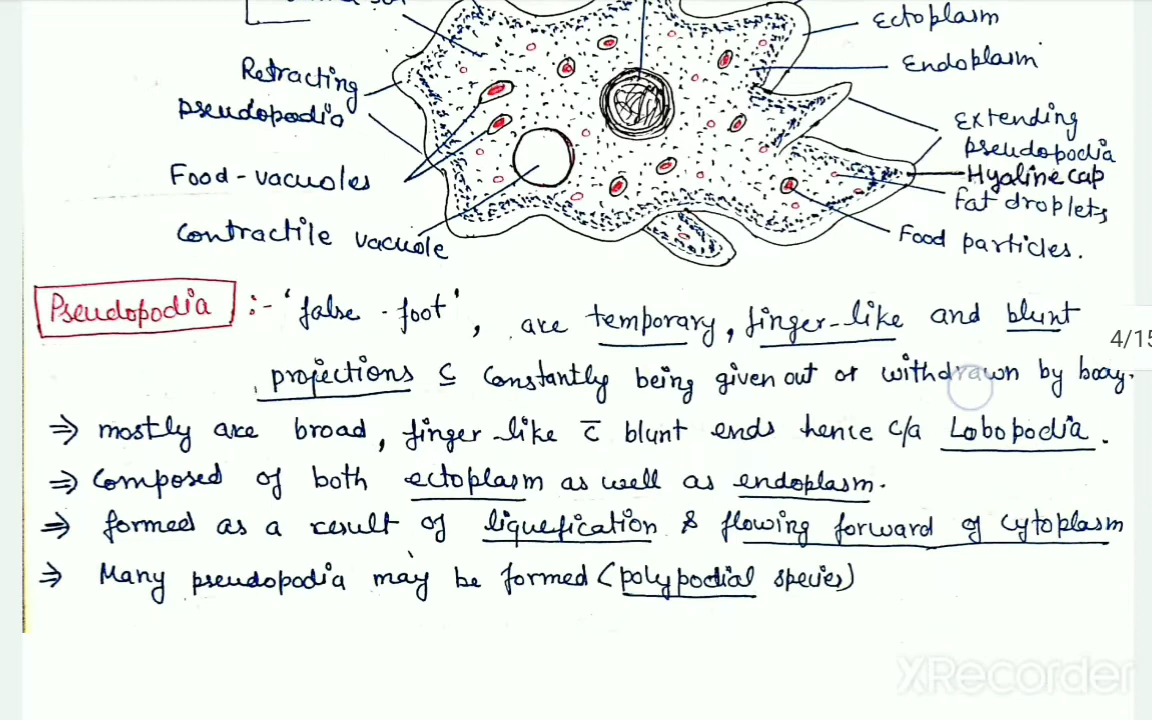 Ectoplasm
Retracting
pseudopodia
Endoplasm
Extending
pseudopodia
Hyaline cap
Fat droplets
Food-vacuoles
Contractile vacuole
Food particles.
Pseudopodia :- 'false - foot', are temporary, finger-like and blunt
4/15
projections ⊆ constantly being given out or withdrawn by body.
⇒ mostly are broad, finger-like c̄ blunt ends hence c/a Lobopodia.
⇒ Composed of both ectoplasm as well as endoplasm.
⇒ formed as a result of liquefication & flowing forward of cytoplasm
⇒ Many pseudopodia may be formed (polypodial species)
XRecorder